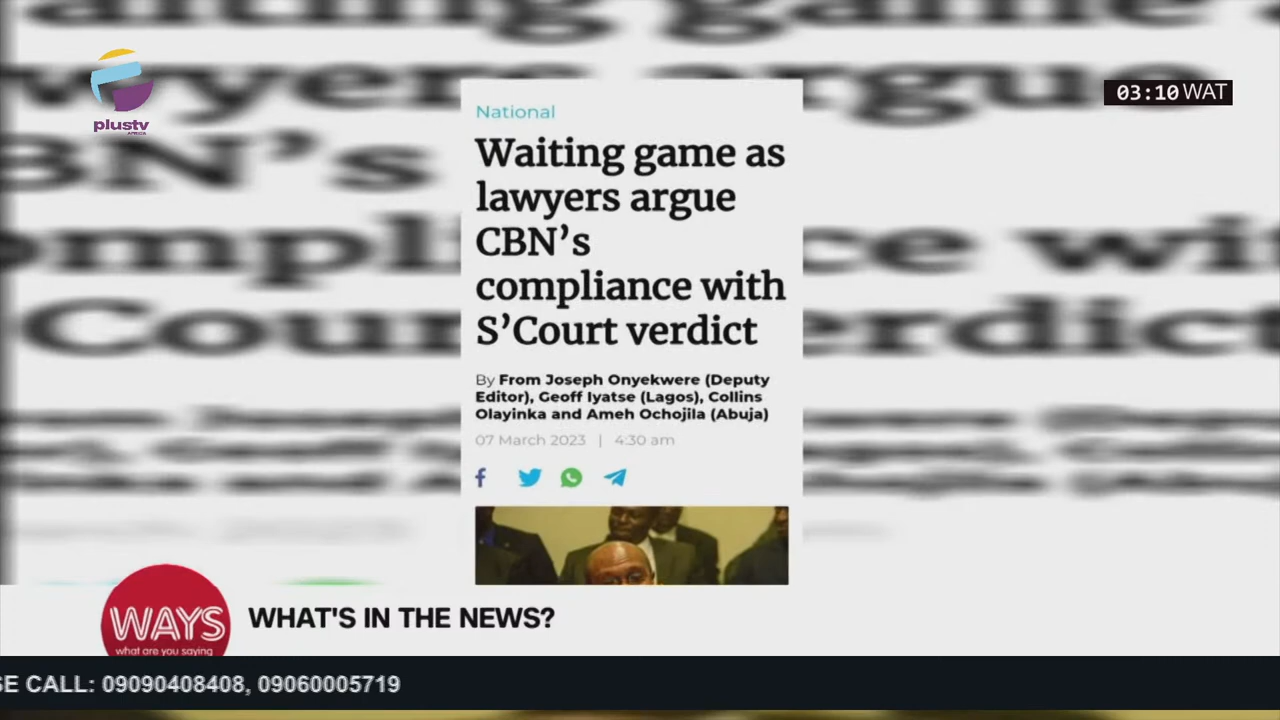 plustv
AFRICA
03:10 WAT
National
Waiting game as
lawyers argue
CBN's
compliance with
S'Court verdict
By From Joseph Onyekwere (Deputy
Editor), Geoff Iyatse (Lagos), Collins
Olayinka and Ameh Ochojila (Abuja)
07 March 2023 | 4:30 am
WAYS
what are you saying
WHAT'S IN THE NEWS?
SE CALL: 09090408408, 09060005719